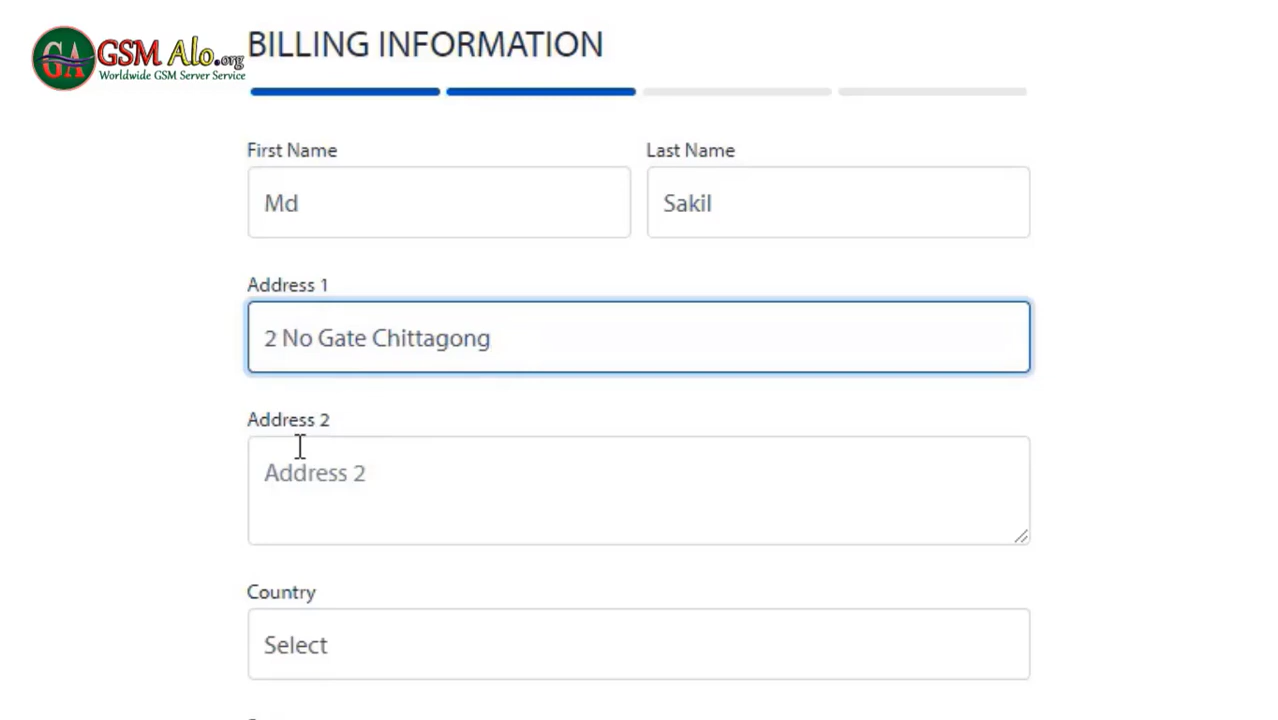 GA GSM Alo.org
Worldwide GSM Server Service
BILLING INFORMATION
First Name Last Name
Md Sakil
Address 1
2 No Gate Chittagong
Address 2
Address 2
Country
Select